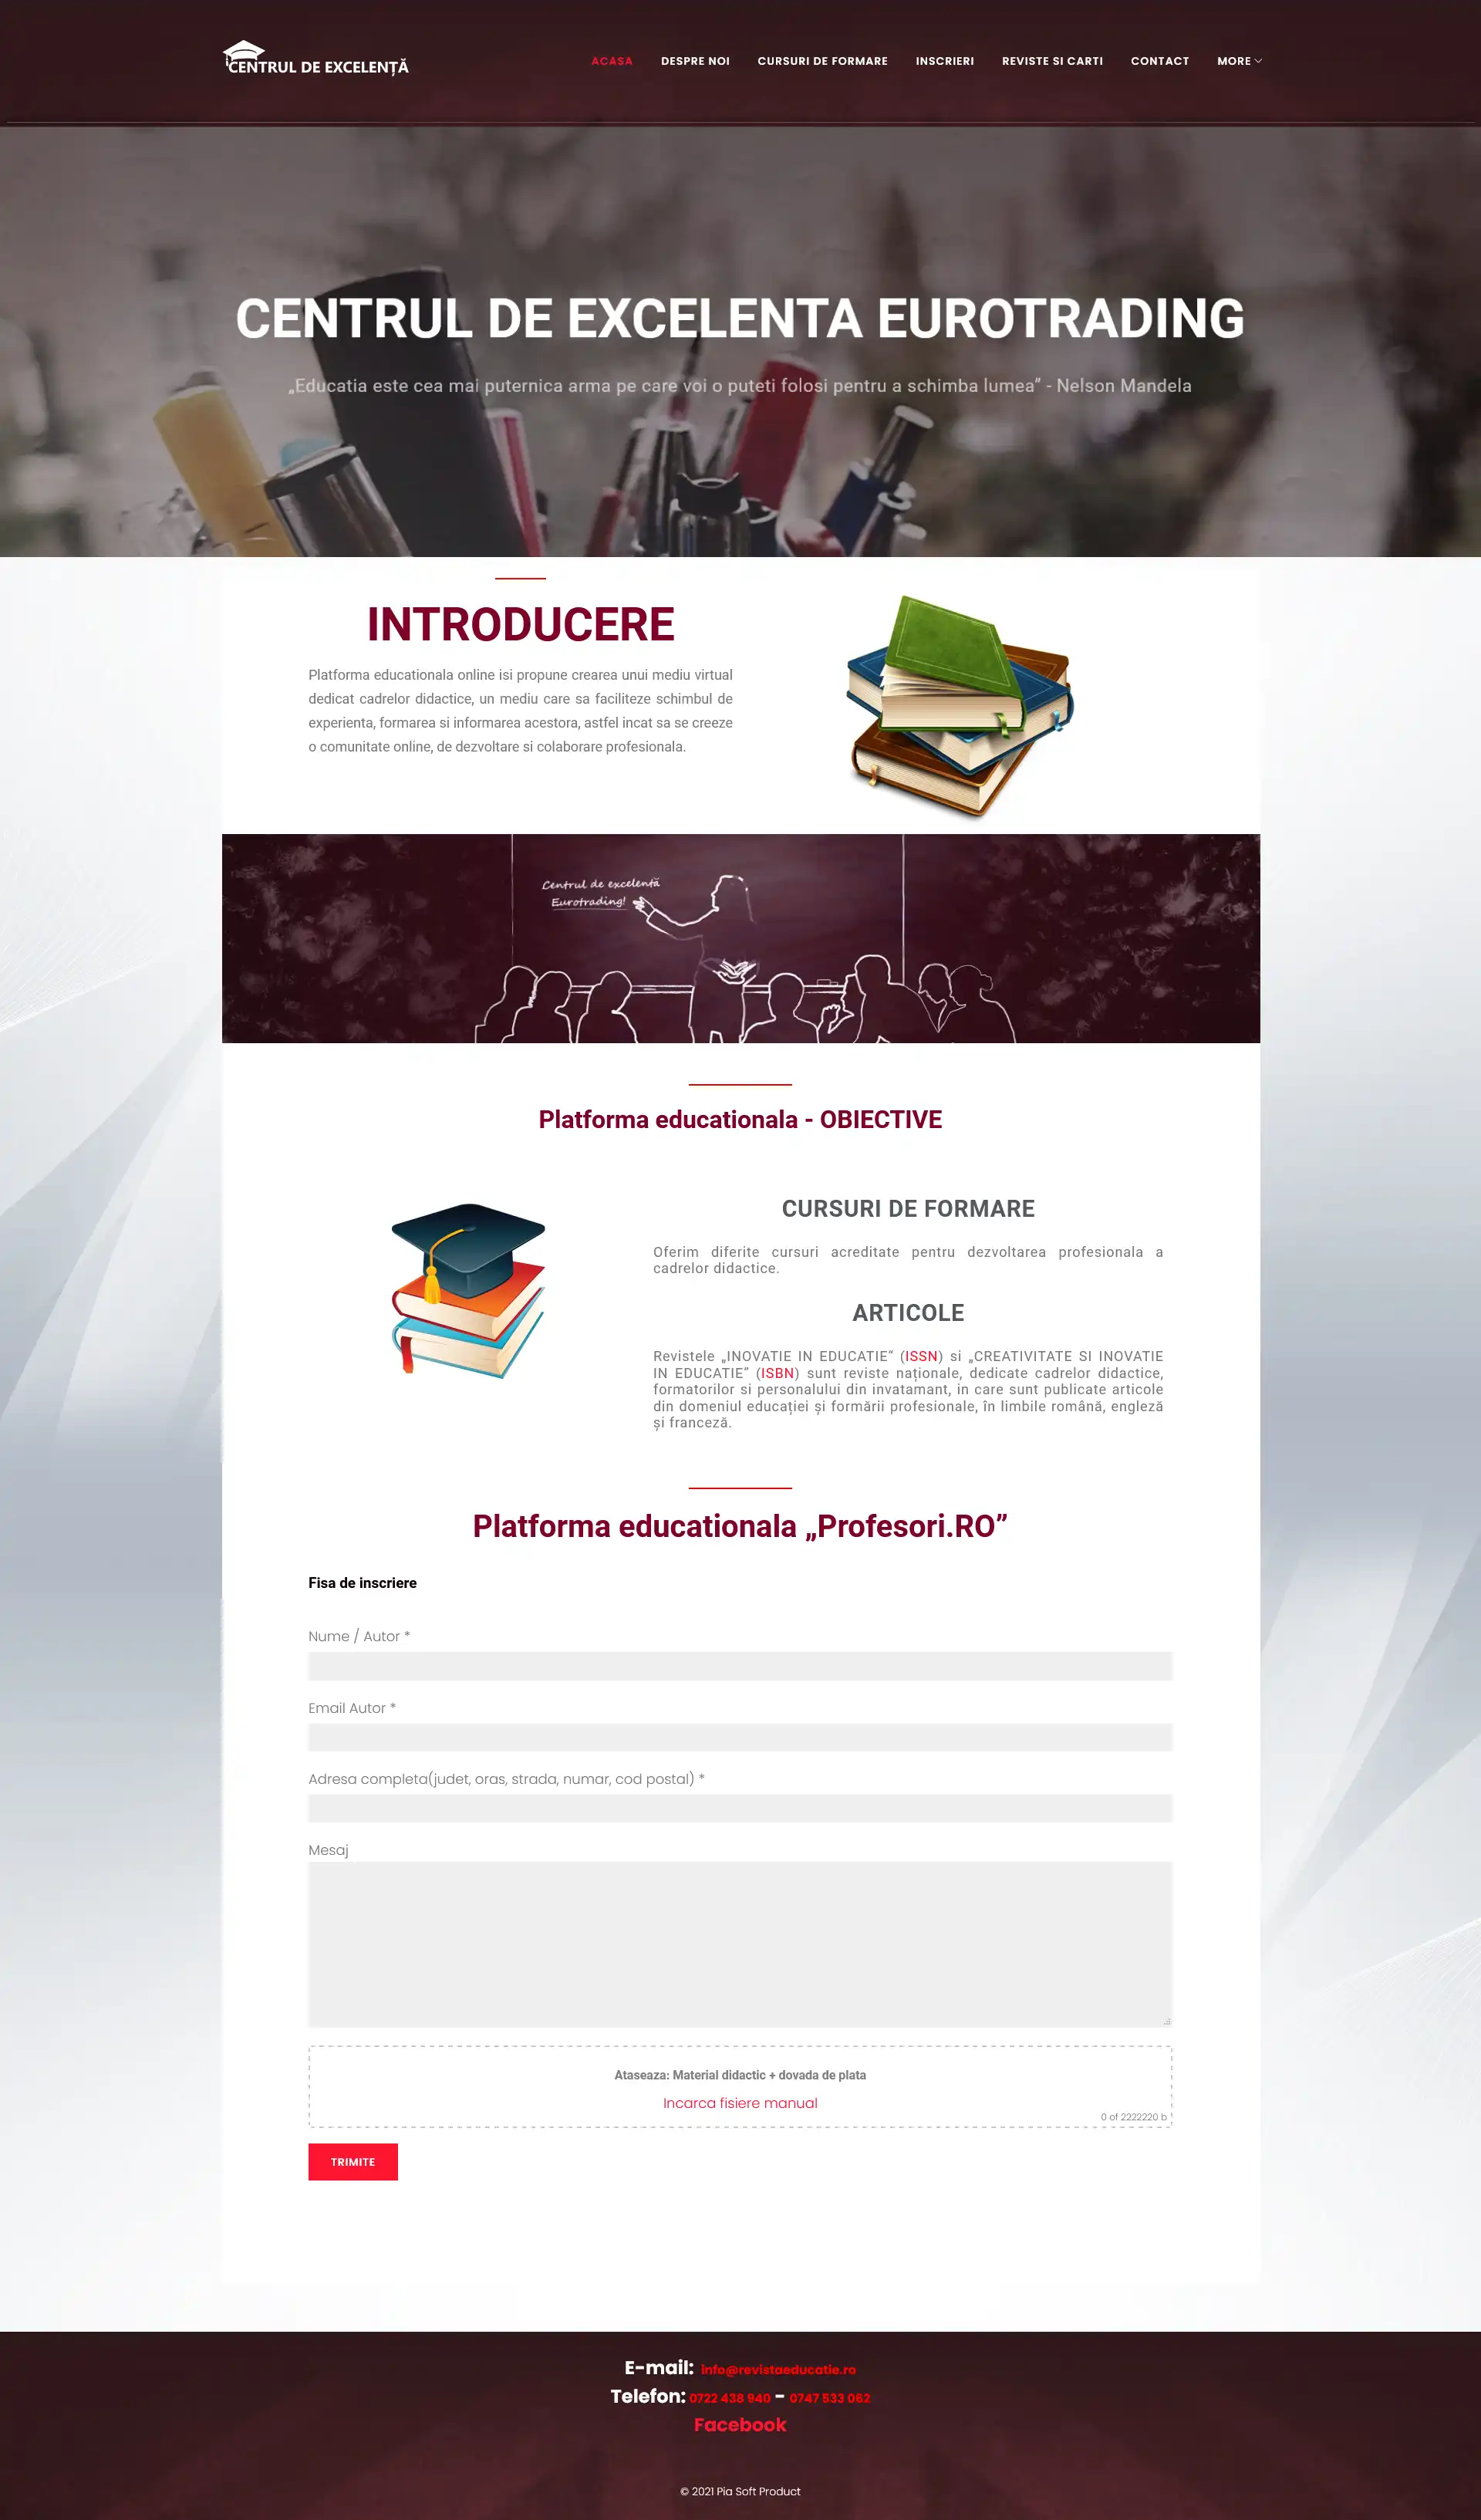 CENTRUL DE EXCELENȚĂ
ACASA DESPRE NOI CURSURI DE FORMARE INSCRIERI REVISTE SI CARTI CONTACT MORE
CENTRUL DE EXCELENTA EUROTRADING
„Educatia este cea mai puternica arma pe care voi o puteti folosi pentru a schimba lumea” - Nelson Mandela
INTRODUCERE
Platforma educationala online isi propune crearea unui mediu virtual
dedicat cadrelor didactice, un mediu care sa faciliteze schimbul de
experienta, formarea si informarea acestora, astfel incat sa se creeze
o comunitate online, de dezvoltare si colaborare profesionala.
Centrul de excelență
Eurotrading!
Platforma educationala - OBIECTIVE
CURSURI DE FORMARE
Oferim diferite cursuri acreditate pentru dezvoltarea profesionala a
cadrelor didactice.
ARTICOLE
Revistele „INOVATIE IN EDUCATIE” (ISSN) si „CREATIVITATE SI INOVATIE
IN EDUCATIE” (ISBN) sunt reviste naționale, dedicate cadrelor didactice,
formatorilor si personalului din invatamant, in care sunt publicate articole
din domeniul educației și formării profesionale, în limbile română, engleză
și franceză.
Platforma educationala „Profesori.RO”
Fisa de inscriere
Nume / Autor *
Email Autor *
Adresa completa(judet, oras, strada, numar, cod postal) *
Mesaj
Ataseaza: Material didactic + dovada de plata
Incarca fisiere manual
0 of 2222220 b
TRIMITE
E-mail: info@revistaeducatie.ro
Telefon: 0722 438 940 - 0747 533 062
Facebook
© 2021 Pia Soft Product